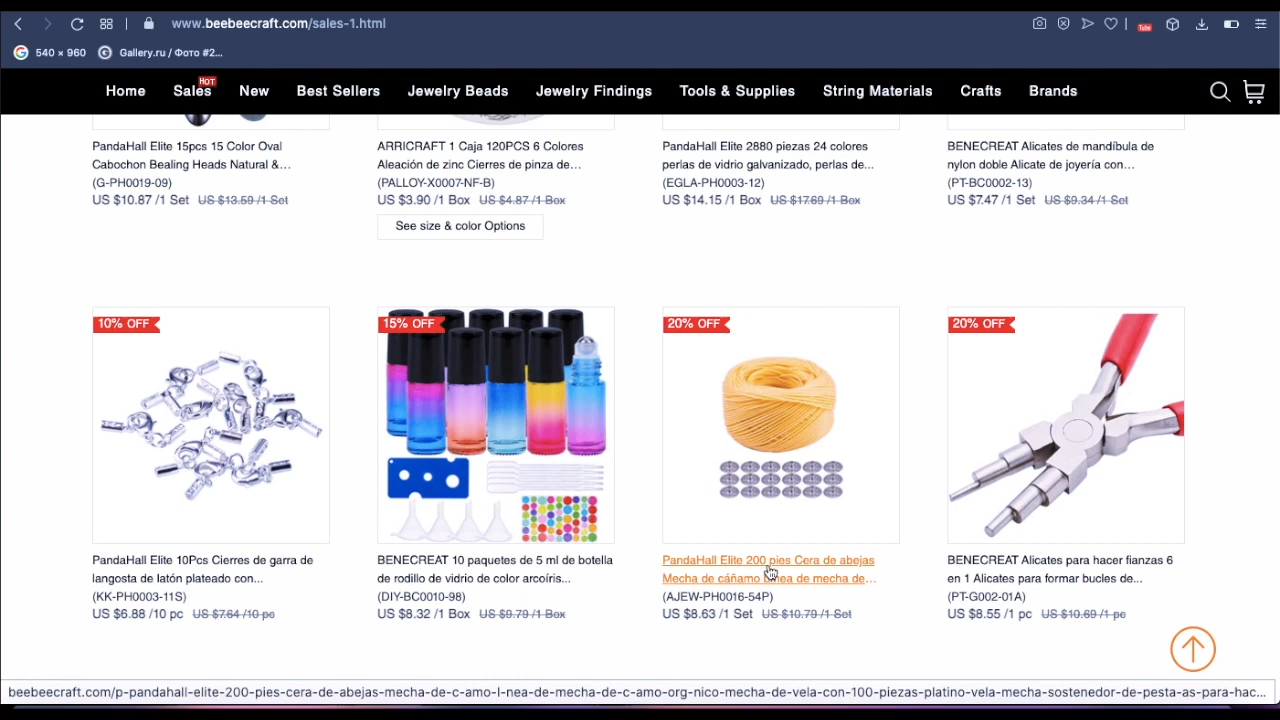 www.beebeecraft.com/sales-1.html
540 × 960 Gallery.ru / Фото #2...
Home Sales HOT New Best Sellers Jewelry Beads Jewelry Findings Tools & Supplies String Materials Crafts Brands
PandaHall Elite 15pcs 15 Color Oval
Cabochon Bealing Heads Natural &...
(G-PH0019-09)
US $10.87 /1 Set US $13.59 /1 Set
ARRICRAFT 1 Caja 120PCS 6 Colores
Aleación de zinc Cierres de pinza de...
(PALLOY-X0007-NF-B)
US $3.90 /1 Box US $4.87 /1 Box
See size & color Options
PandaHall Elite 2880 piezas 24 colores
perlas de vidrio galvanizado, perlas de...
(EGLA-PH0003-12)
US $14.15 /1 Box US $17.69 /1 Box
BENECREAT Alicates de mandíbula de
nylon doble Alicate de joyería con...
(PT-BC0002-13)
US $7.47 /1 Set US $9.34 /1 Set
10% OFF
PandaHall Elite 10Pcs Cierres de garra de
langosta de latón plateado con...
(KK-PH0003-11S)
US $6.88 /10 pc US $7.64 /10 pc
15% OFF
BENECREAT 10 paquetes de 5 ml de botella
de rodillo de vidrio de color arcoíris...
(DIY-BC0010-98)
US $8.32 /1 Box US $9.79 /1 Box
20% OFF
PandaHall Elite 200 pies Cera de abejas
Mecha de cáñamo Línea de mecha de...
(AJEW-PH0016-54P)
US $8.63 /1 Set US $10.79 /1 Set
20% OFF
BENECREAT Alicates para hacer fianzas 6
en 1 Alicates para formar bucles de...
(PT-G002-01A)
US $8.55 /1 pc US $10.69 /1 pc
beebeecraft.com/p-pandahall-elite-200-pies-cera-de-abejas-mecha-de-c-amo-l-nea-de-mecha-de-c-amo-org-nico-mecha-de-vela-con-100-piezas-platino-vela-mecha-sostenedor-de-pesta-as-para-hac...